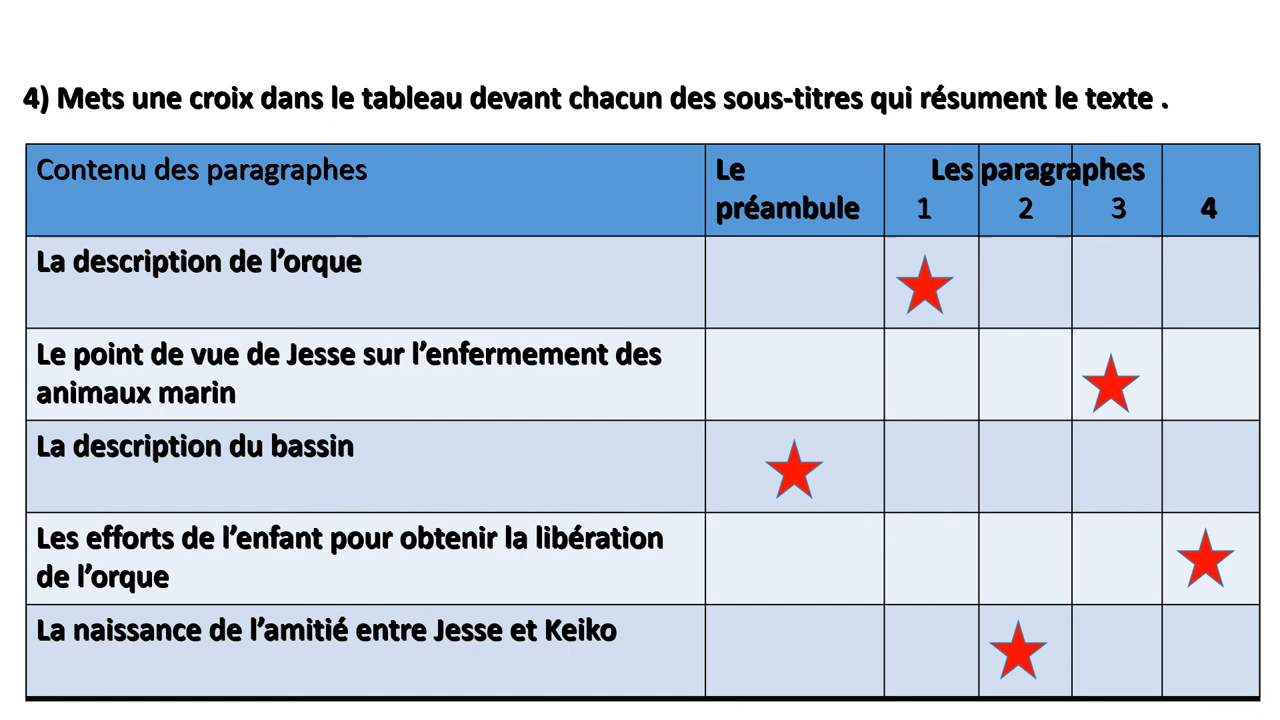 4) Mets une croix dans le tableau devant chacun des sous-titres qui résument le texte .
Contenu des paragraphes
Le
préambule
Les paragraphes
1 2 3 4
La description de l’orque
Le point de vue de Jesse sur l’enfermement des
animaux marin
La description du bassin
Les efforts de l’enfant pour obtenir la libération
de l’orque
La naissance de l’amitié entre Jesse et Keiko